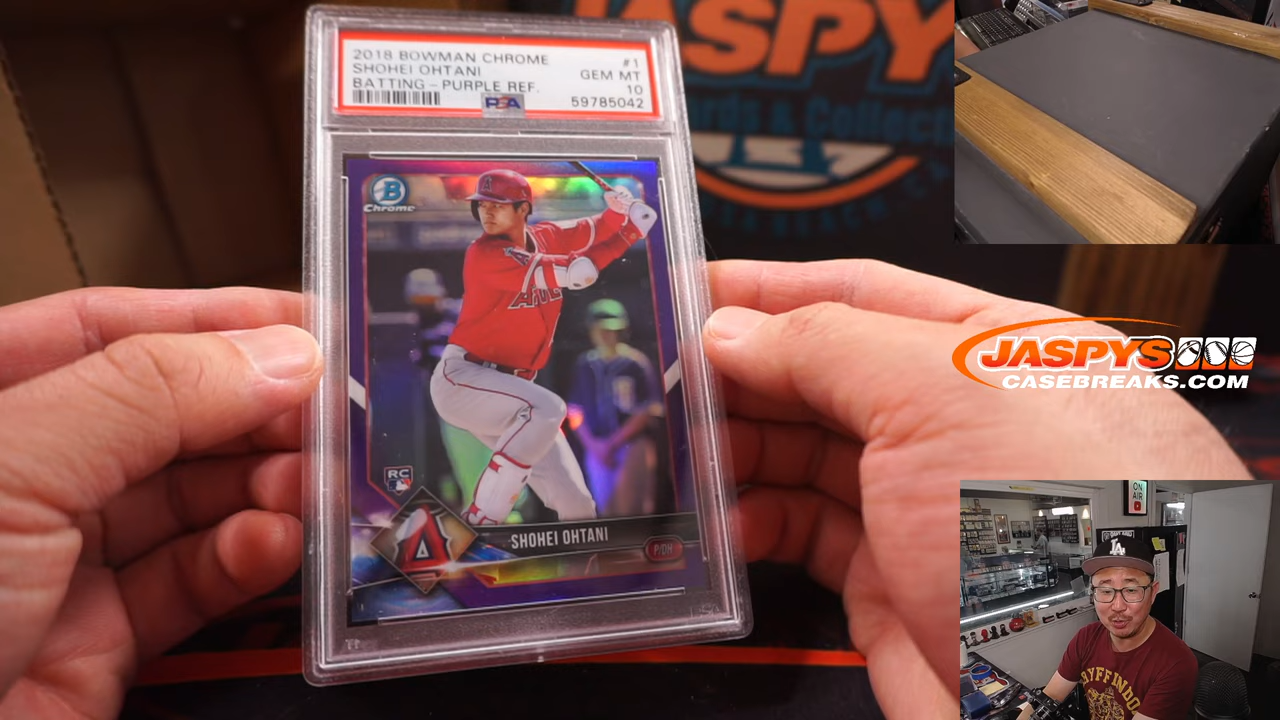 2018 BOWMAN CHROME #1
SHOHEI OHTANI GEM MT
BATTING - PURPLE REF. 10
PSA 59785042
B
Chrome
A
RC
SHOHEI OHTANI
P/DH
JASPY
JASPYS
CASEBREAKS.COM
ON
AIR
LA